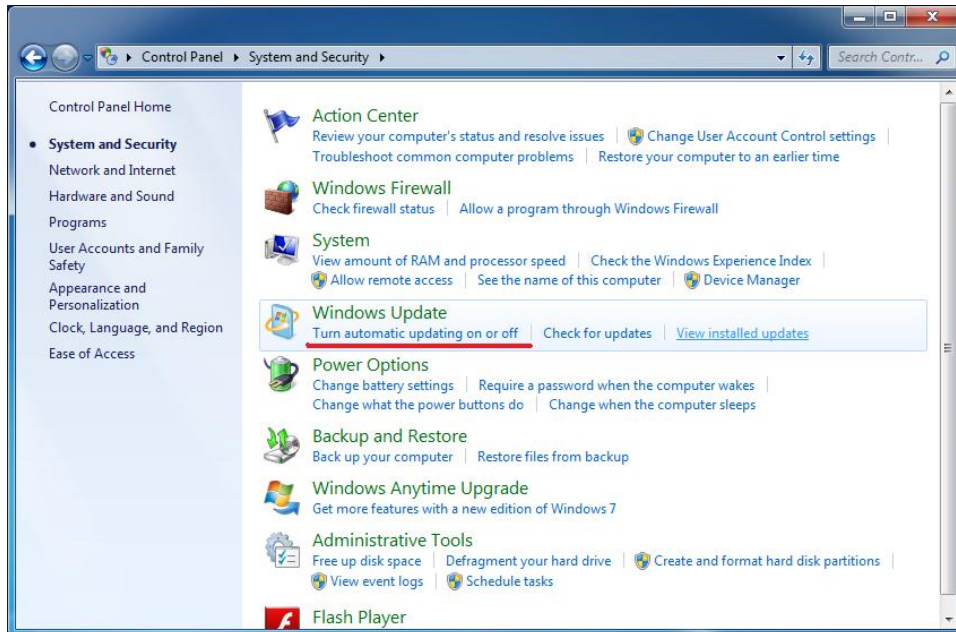 Control Panel System and Security Search Contr...
Control Panel Home
System and Security
Network and Internet
Hardware and Sound
Programs
User Accounts and Family
Safety
Appearance and
Personalization
Clock, Language, and Region
Ease of Access
Action Center
Review your computer's status and resolve issues Change User Account Control settings
Troubleshoot common computer problems Restore your computer to an earlier time
Windows Firewall
Check firewall status Allow a program through Windows Firewall
System
View amount of RAM and processor speed Check the Windows Experience Index
Allow remote access See the name of this computer Device Manager
Windows Update
Turn automatic updating on or off Check for updates View installed updates
Power Options
Change battery settings Require a password when the computer wakes
Change what the power buttons do Change when the computer sleeps
Backup and Restore
Back up your computer Restore files from backup
Windows Anytime Upgrade
Get more features with a new edition of Windows 7
Administrative Tools
Free up disk space Defragment your hard drive Create and format hard disk partitions
View event logs Schedule tasks
Flash Player